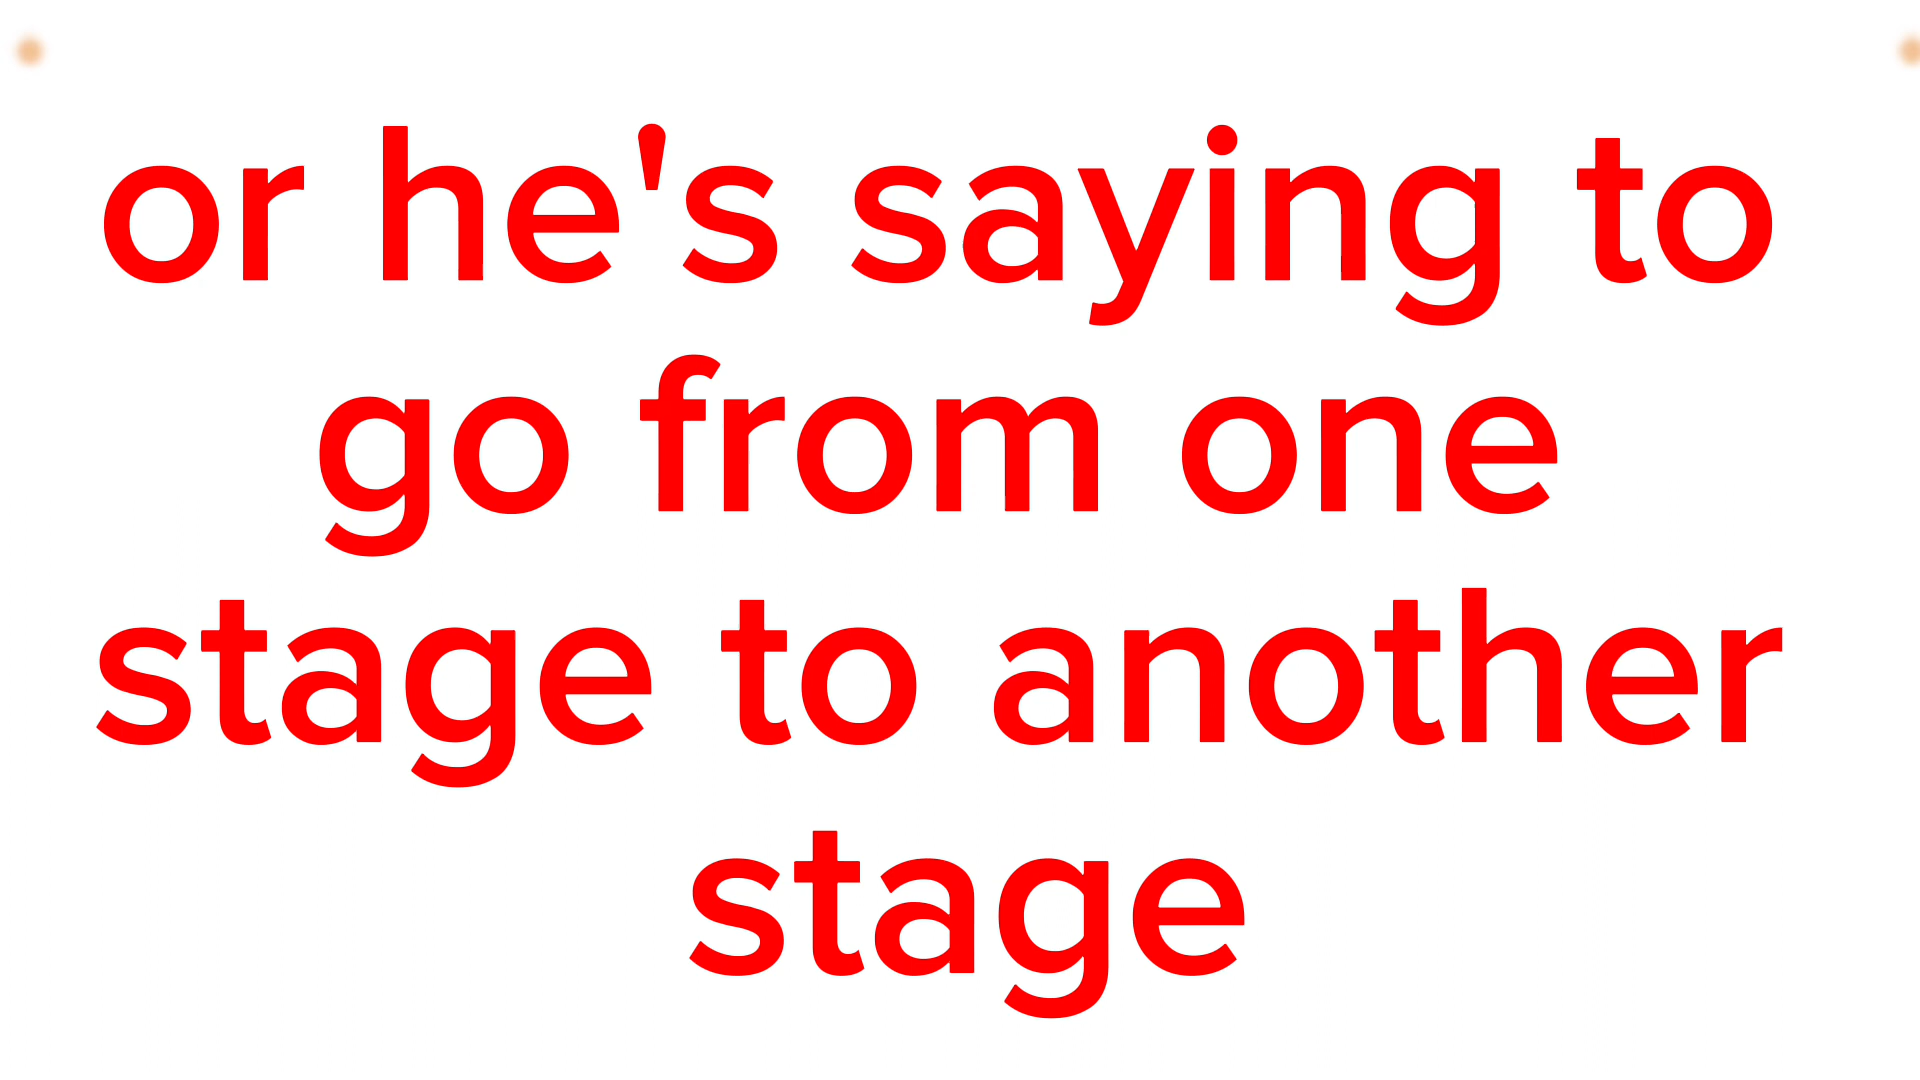 or he's saying to
go from one
stage to another
stage